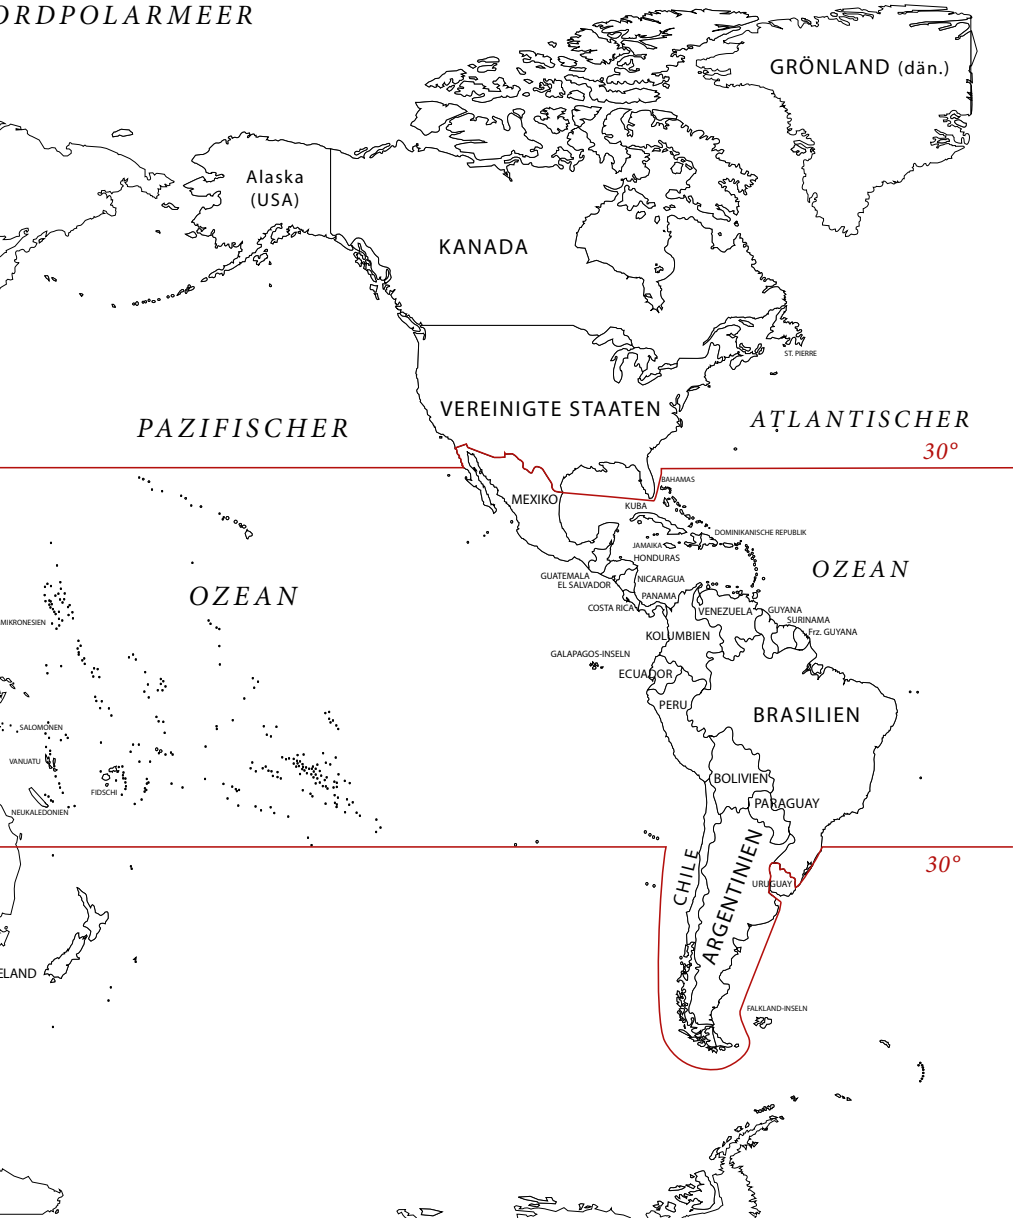 ORDPOLARMEER
GRÖNLAND (dän.)
Alaska
(USA)
KANADA
ST. PIERRE
VEREINIGTE STAATEN
ATLANTISCHER
PAZIFISCHER
30°
BAHAMAS
MEXIKO
KUBA
DOMINIKANISCHE REPUBLIK
JAMAIKA
HONDURAS
OZEAN
GUATEMALA
EL SALVADOR
NICARAGUA
OZEAN
PANAMA
COSTA RICA
VENEZUELA
GUYANA
SURINAMA
MIKRONESIEN
Frz. GUYANA
KOLUMBIEN
GALAPAGOS-INSELN
ECUADOR
PERU
BRASILIEN
SALOMONEN
VANUATU
BOLIVIEN
FIDSCHI
PARAGUAY
NEUKALEDONIEN
30°
CHILE
ARGENTINIEN
URUGUAY
ELAND
FALKLAND-INSELN